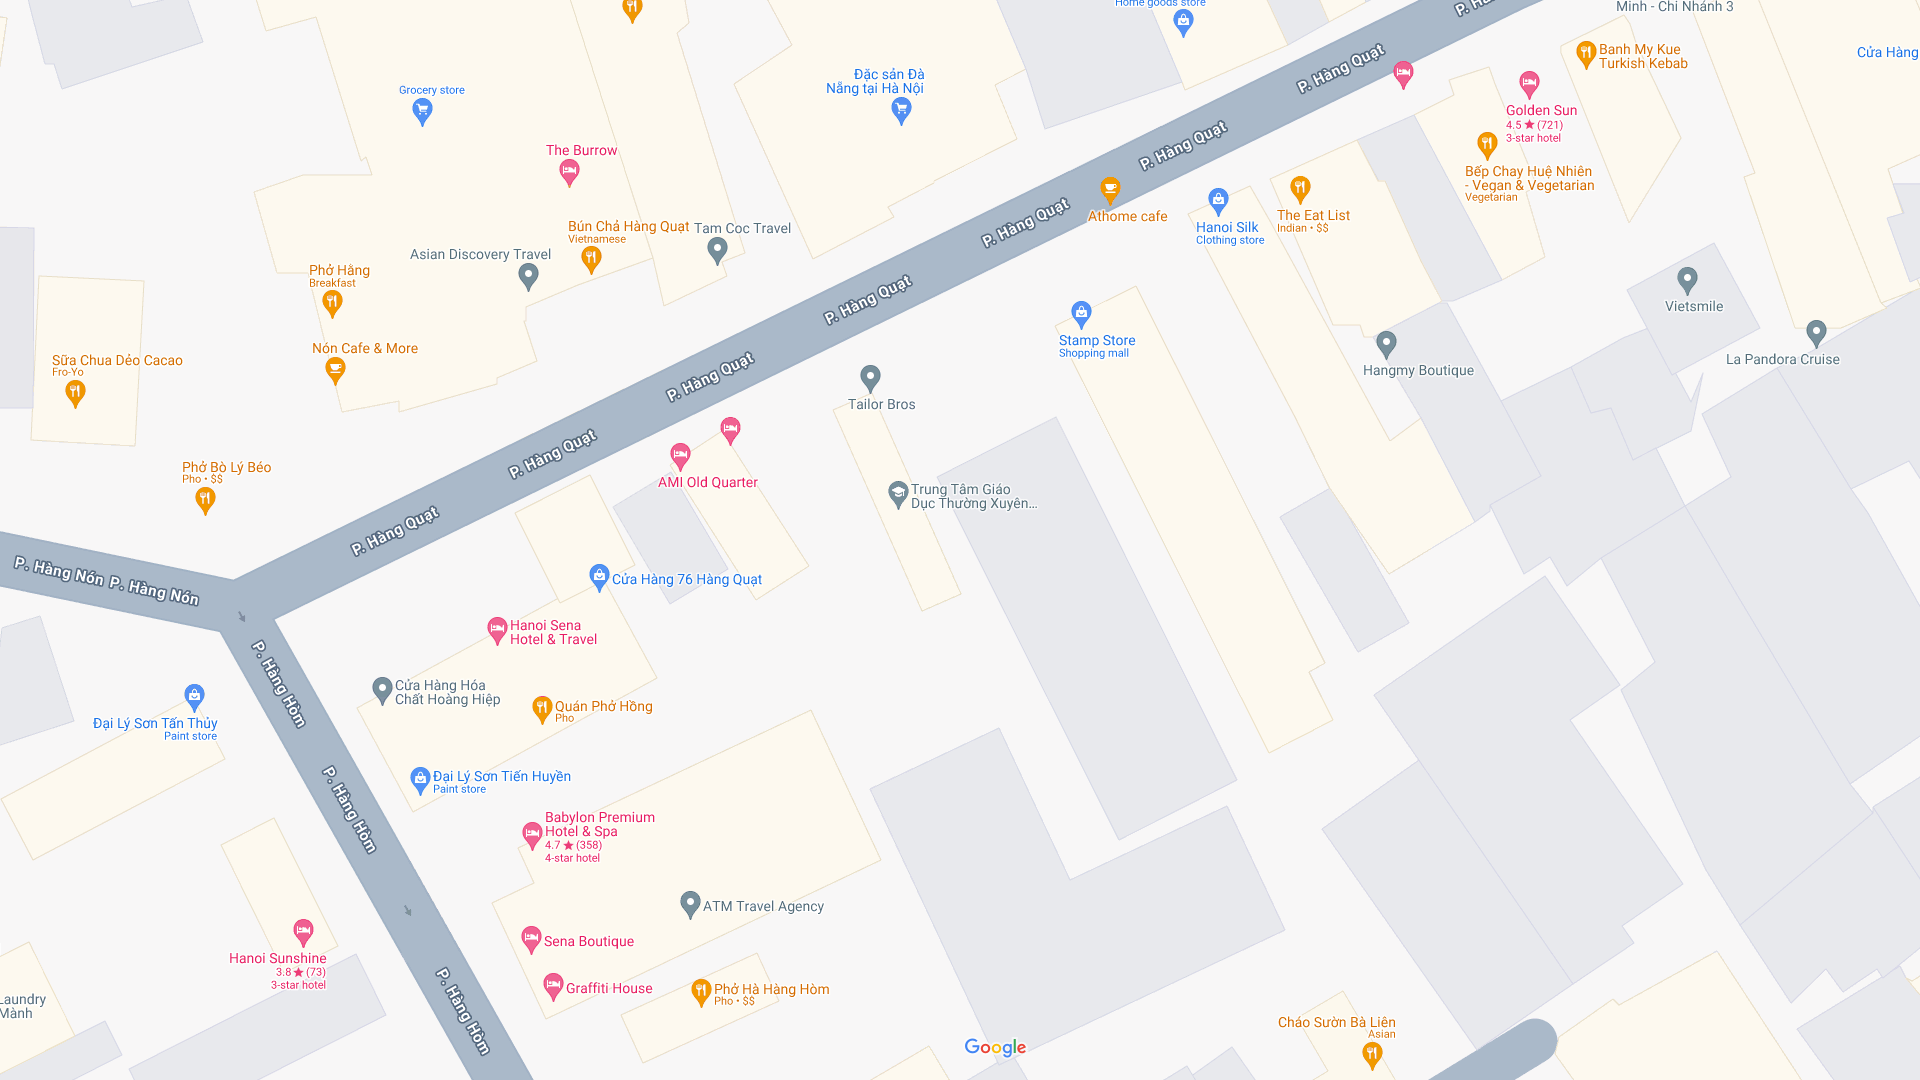 Home goods store
P. Hà
Minh - Chi Nhánh 3
Banh My Kue
Turkish Kebab
Cửa Hàng
Đặc sản Đà
Nẵng tại Hà Nội
Grocery store
P. Hàng Quạt
Golden Sun
4.5 ★ (721)
3-star hotel
The Burrow
P. Hàng Quạt
Bếp Chay Huệ Nhiên
- Vegan & Vegetarian
Vegetarian
Bún Chả Hàng Quạt
Vietnamese
Tam Coc Travel
P. Hàng Quạt
Athome cafe
Hanoi Silk
Clothing store
The Eat List
Indian • $$
Asian Discovery Travel
Phở Hằng
Breakfast
P. Hàng Quạt
Vietsmile
Nón Cafe & More
Stamp Store
Shopping mall
Sữa Chua Dẻo Cacao
Fro-Yo
P. Hàng Quạt
Hangmy Boutique
La Pandora Cruise
Tailor Bros
P. Hàng Quạt
Phở Bò Lý Béo
Pho • $$
AMI Old Quarter
Trung Tâm Giáo
Dục Thường Xuyên...
P. Hàng Quạt
P. Hàng Nón
P. Hàng Nón
Cửa Hàng 76 Hàng Quạt
Hanoi Sena
Hotel & Travel
P. Hàng Hòm
Cửa Hàng Hóa
Chất Hoàng Hiệp
Quán Phở Hồng
Pho
Đại Lý Sơn Tấn Thủy
Paint store
Đại Lý Sơn Tiến Huyền
Paint store
P. Hàng Hòm
Babylon Premium
Hotel & Spa
4.7 ★ (358)
4-star hotel
ATM Travel Agency
Sena Boutique
Hanoi Sunshine
3.8 ★ (73)
3-star hotel
Graffiti House
Phở Hà Hàng Hòm
Pho • $$
P. Hàng Hòm
Laundry
Mành
Cháo Sườn Bà Liên
Asian
Google